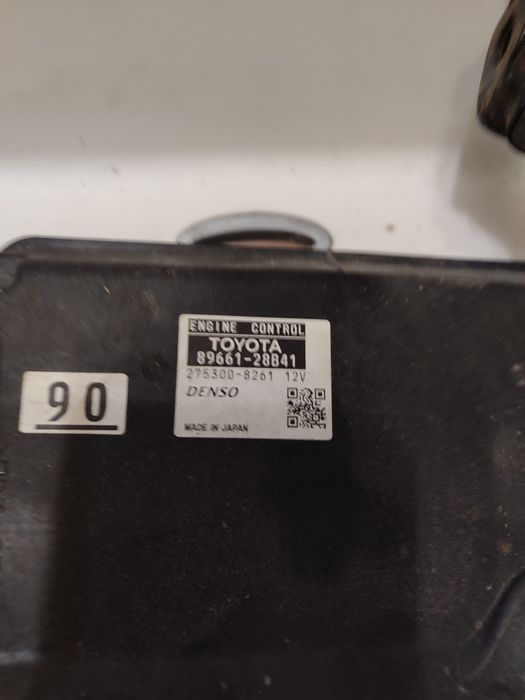 ENGINE CONTROL
TOYOTA
89661-28B41
275300-8261 12V
DENSO
MADE IN JAPAN
90